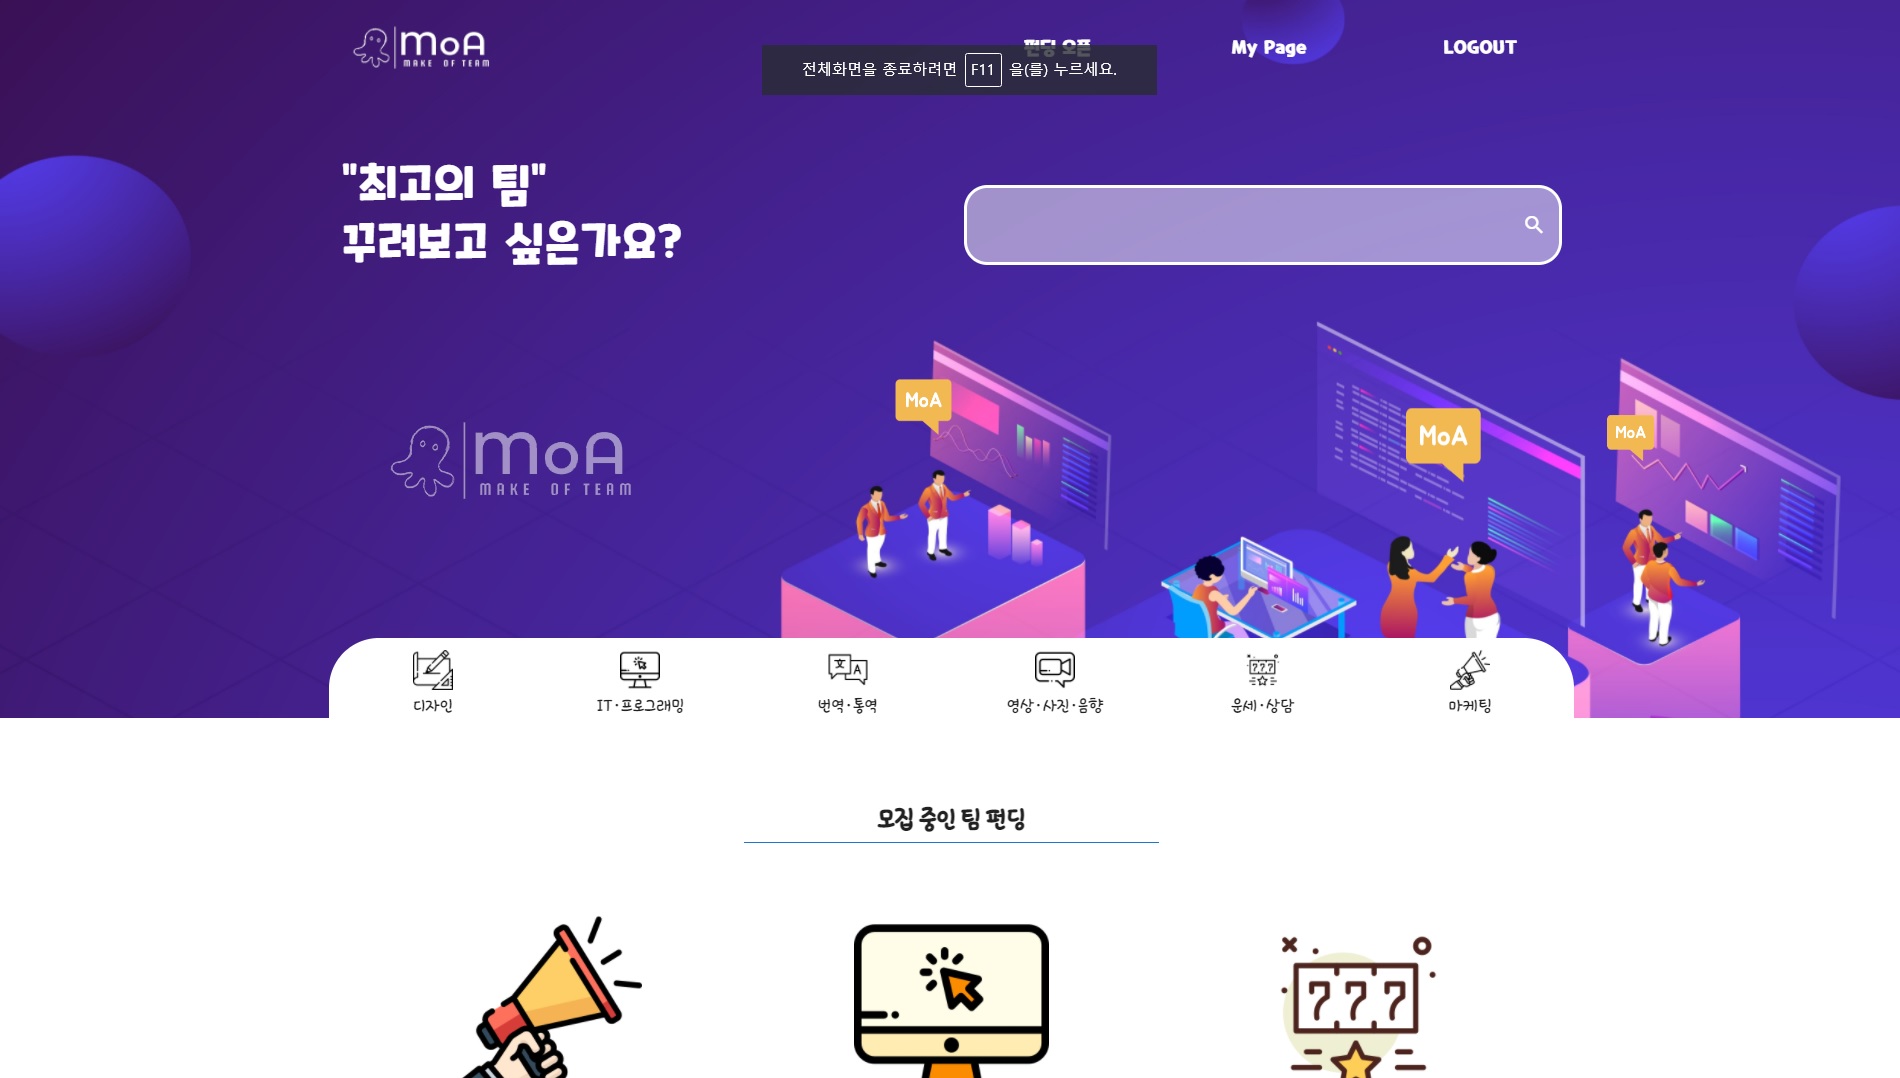 MoA
MAKE OF TEAM
펀딩 오픈
My Page
LOGOUT
전체화면을 종료하려면 F11 을(를) 누르세요.
"최고의 팀"
꾸려보고 싶은가요?
MoA
MoA
MoA
MoA
MAKE OF TEAM
디자인
IT·프로그래밍
번역·통역
영상·사진·음향
운세·상담
마케팅
모집 중인 팀 펀딩
777